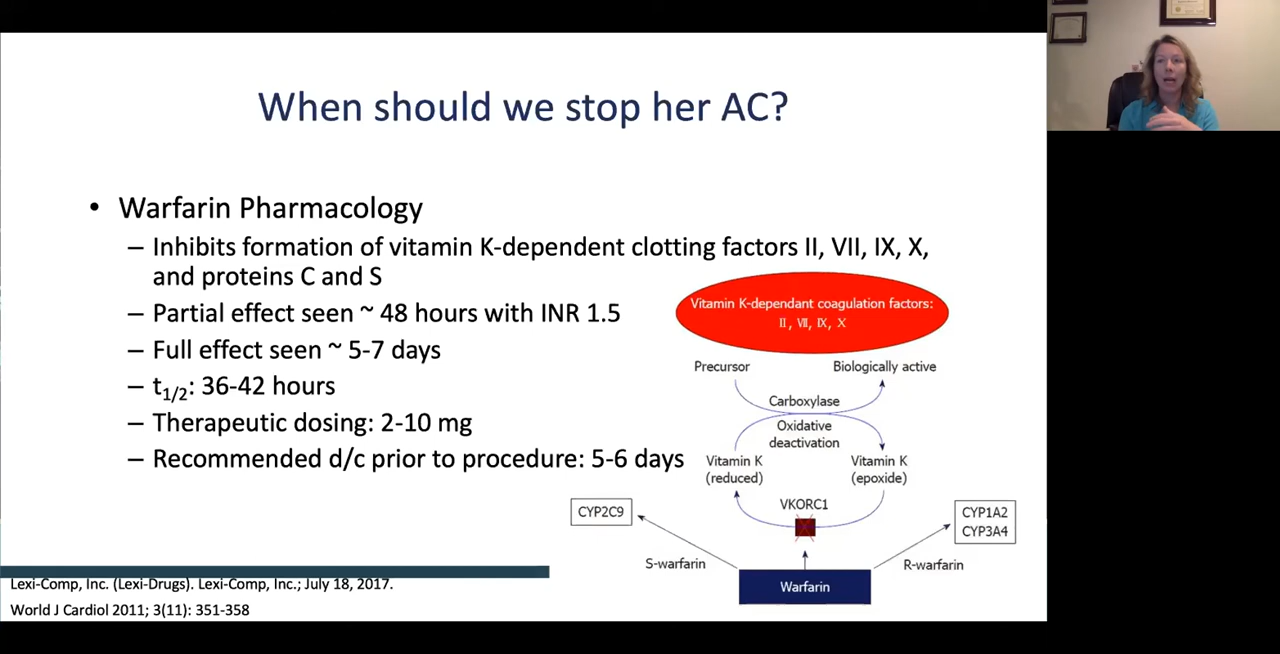 When should we stop her AC?
• Warfarin Pharmacology
– Inhibits formation of vitamin K-dependent clotting factors II, VII, IX, X,
and proteins C and S
– Partial effect seen ~ 48 hours with INR 1.5
– Full effect seen ~ 5-7 days
– t1/2: 36-42 hours
– Therapeutic dosing: 2-10 mg
– Recommended d/c prior to procedure: 5-6 days
Vitamin K-dependant coagulation factors:
II, VII, IX, X
Precursor
Biologically active
Carboxylase
Oxidative
deactivation
Vitamin K
(reduced)
Vitamin K
(epoxide)
VKORC1
CYP2C9
CYP1A2
CYP3A4
S-warfarin
R-warfarin
Warfarin
Lexi-Comp, Inc. (Lexi-Drugs). Lexi-Comp, Inc.; July 18, 2017.
World J Cardiol 2011; 3(11): 351-358